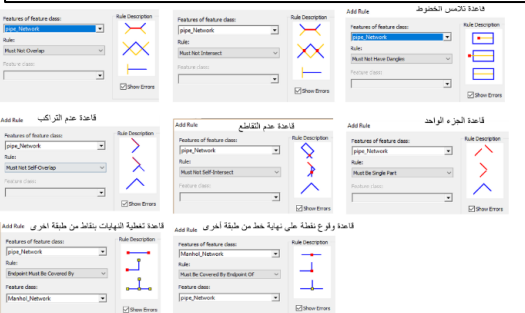 Features of feature class:
Rule Description
pipe_Network
Rule:
Must Not Overlap
Feature class:
Show Errors
Features of feature class:
Rule Description
pipe_Network
Rule:
Must Not Intersect
Feature class:
Show Errors
قاعدة تلامس الخطوط
Add Rule
Features of feature class:
Rule Description
pipe_Network
Rule:
Must Not Have Dangles
Feature class:
Show Errors
قاعدة عدم التراكب
Add Rule
Features of feature class:
Rule Description
pipe_Network
Rule:
Must Not Self-Overlap
Feature class:
Show Errors
قاعدة عدم التقاطع
Add Rule
Features of feature class:
Rule Description
pipe_Network
Rule:
Must Not Self-Intersect
Feature class:
Show Errors
قاعدة الجزء الواحد
Add Rule
Features of feature class:
Rule Description
pipe_Network
Rule:
Must Be Single Part
Feature class:
Show Errors
قاعدة تغطية النهايات بنقاط من طبقة اخرى
Add Rule
Features of feature class:
Rule Description
pipe_Network
Rule:
Endpoint Must Be Covered By
Feature class:
Manhol_Network
Show Errors
قاعدة وقوع نقطة على نهاية خط من طبقة أخرى
Add Rule
Features of feature class:
Rule Description
Manhol_Network
Rule:
Must Be Covered By Endpoint OF
Feature class:
pipe_Network
Show Errors